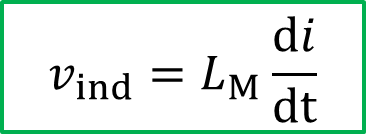 v_ind = L_M di/dt